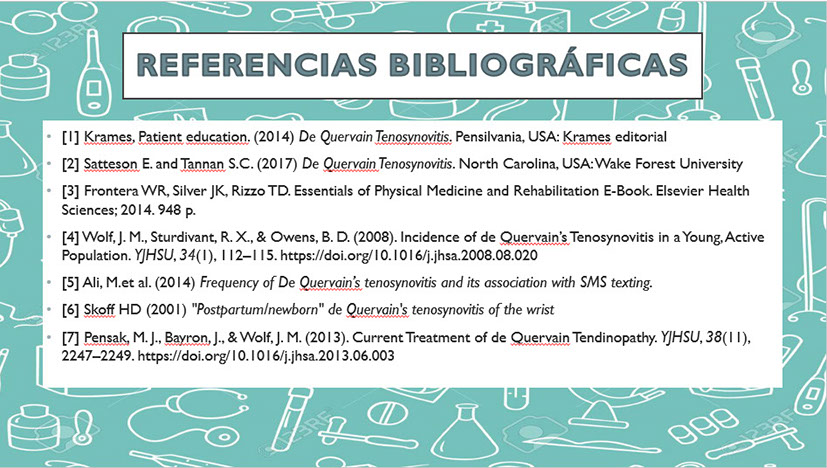 REFERENCIAS BIBLIOGRÁFICAS
• [1] Krames, Patient education. (2014) De Quervain Tenosynovitis. Pensilvania, USA: Krames editorial
• [2] Satteson E. and Tannan S.C. (2017) De Quervain Tenosynovitis. North Carolina, USA: Wake Forest University
• [3] Frontera WR, Silver JK, Rizzo TD. Essentials of Physical Medicine and Rehabilitation E-Book. Elsevier Health
Sciences; 2014. 948 p.
• [4] Wolf, J. M., Sturdivant, R. X., & Owens, B. D. (2008). Incidence of de Quervain's Tenosynovitis in a Young, Active
Population. YJHSU, 34(1), 112–115. https://doi.org/10.1016/j.jhsa.2008.08.020
• [5] Ali, M.et al. (2014) Frequency of De Quervain's tenosynovitis and its association with SMS texting.
• [6] Skoff HD (2001) "Postpartum/newborn" de Quervain's tenosynovitis of the wrist
• [7] Pensak, M. J., Bayron, J., & Wolf, J. M. (2013). Current Treatment of de Quervain Tendinopathy. YJHSU, 38(11),
2247–2249. https://doi.org/10.1016/j.jhsa.2013.06.003
123RF